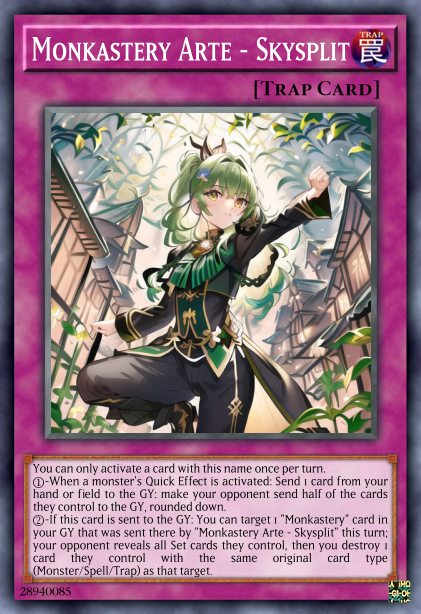 Monkastery Arte - Skysplit
TRAP
罠
[Trap Card]
You can only activate a card with this name once per turn.
①-When a monster's Quick Effect is activated: Send 1 card from your
hand or field to the GY: make your opponent send half of the cards
they control to the GY, rounded down.
②-If this card is sent to the GY: You can target 1 "Monkastery" card in
your GY that was sent there by "Monkastery Arte - Skysplit" this turn;
your opponent reveals all Set cards they control, then you destroy 1
card they control with the same original card type
(Monster/Spell/Trap) as that target.
28940085